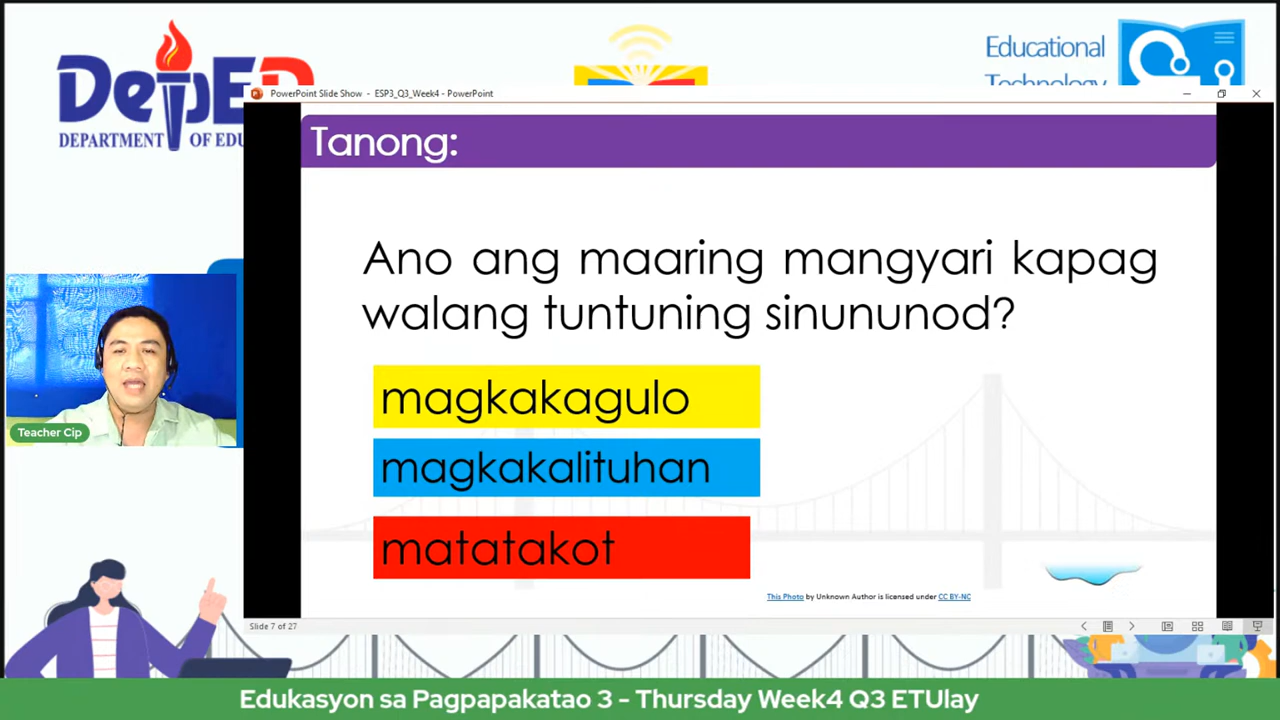 DepED
DEPARTMENT OF EDU
Educational
Technology
PowerPoint Slide Show - ESP3_Q3_Week4 - PowerPoint
Tanong:
Ano ang maaring mangyari kapag
walang tuntuning sinununod?
magkakagulo
magkakalituhan
matatakot
Teacher Cip
This Photo by Unknown Author is licensed under CC BY-NC
Slide 7 of 27
Edukasyon sa Pagpapakatao 3 - Thursday Week4 Q3 ETUlay